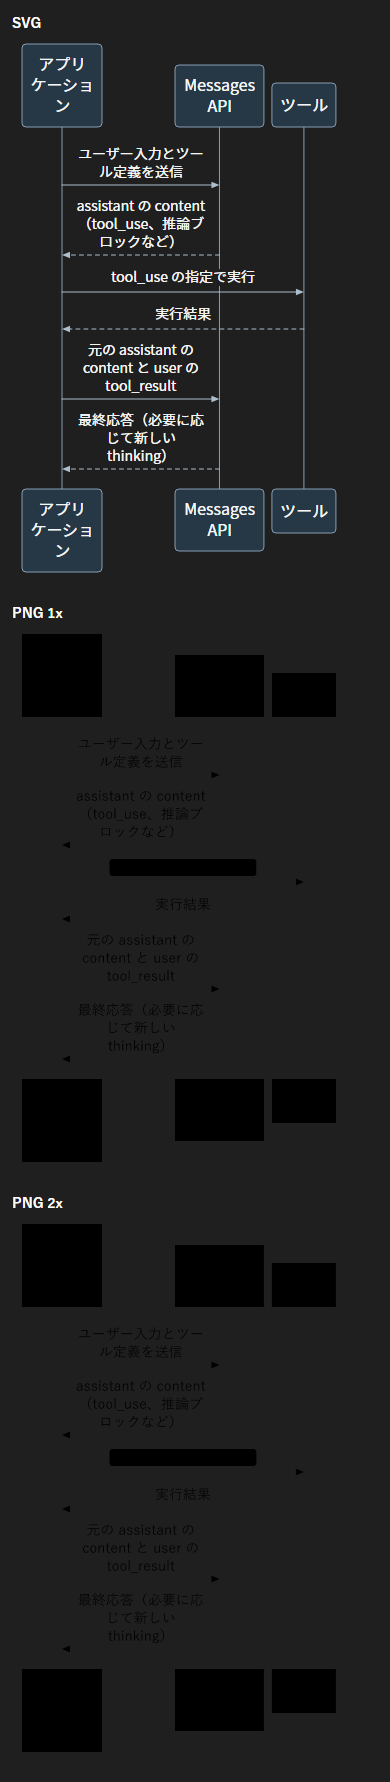 SVG
アプリ
ケーショ
ン
Messages
API
ツール
ユーザー入力とツー
ル定義を送信
assistant の content
（tool_use、推論ブ
ロックなど）
tool_use の指定で実行
実行結果
元の assistant の
content と user の
tool_result
最終応答（必要に応
じて新しい
thinking）
アプリ
ケーショ
ン
Messages
API
ツール
PNG 1x
ユーザー入力とツー
ル定義を送信
assistant の content
（tool_use、推論ブ
ロックなど）
実行結果
元の assistant の
content と user の
tool_result
最終応答（必要に応
じて新しい
thinking）
PNG 2x
ユーザー入力とツー
ル定義を送信
assistant の content
（tool_use、推論ブ
ロックなど）
実行結果
元の assistant の
content と user の
tool_result
最終応答（必要に応
じて新しい
thinking）